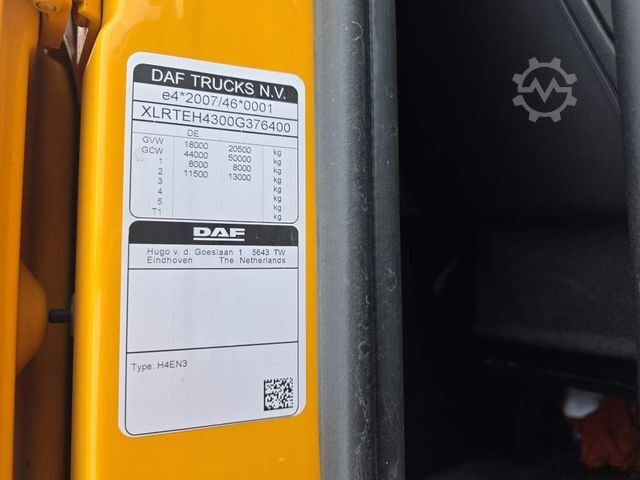 DAF TRUCKS N.V.
e4*2007/46*0001
XLRTEH4300G376400
DE
GVW 18000 20500 kg
GCW 44000 50000 kg
1 8000 8000 kg
2 11500 13000 kg
3 kg
4 kg
5 kg
T1 kg
DAF
Hugo v. d. Goeslaan 1 5643 TW
Eindhoven The Netherlands
Type: H4EN3